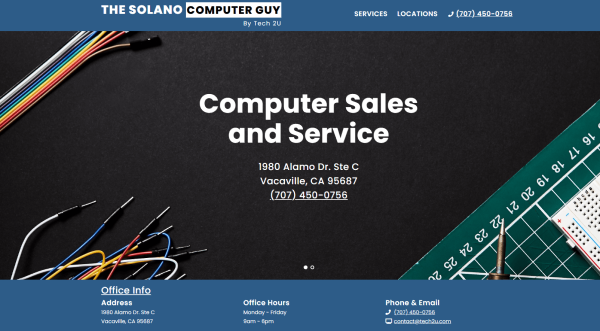 THE SOLANO COMPUTER GUY
By Tech 2U
SERVICES LOCATIONS (707) 450-0756
Computer Sales
and Service
1980 Alamo Dr. Ste C
Vacaville, CA 95687
(707) 450-0756
16
17
18
19
20
21
22
23
24
25
26
Office Info
Address
1980 Alamo Dr. Ste C
Vacaville, CA 95687
Office Hours
Monday - Friday
9am - 6pm
Phone & Email
(707) 450-0756
contact@tech2u.com